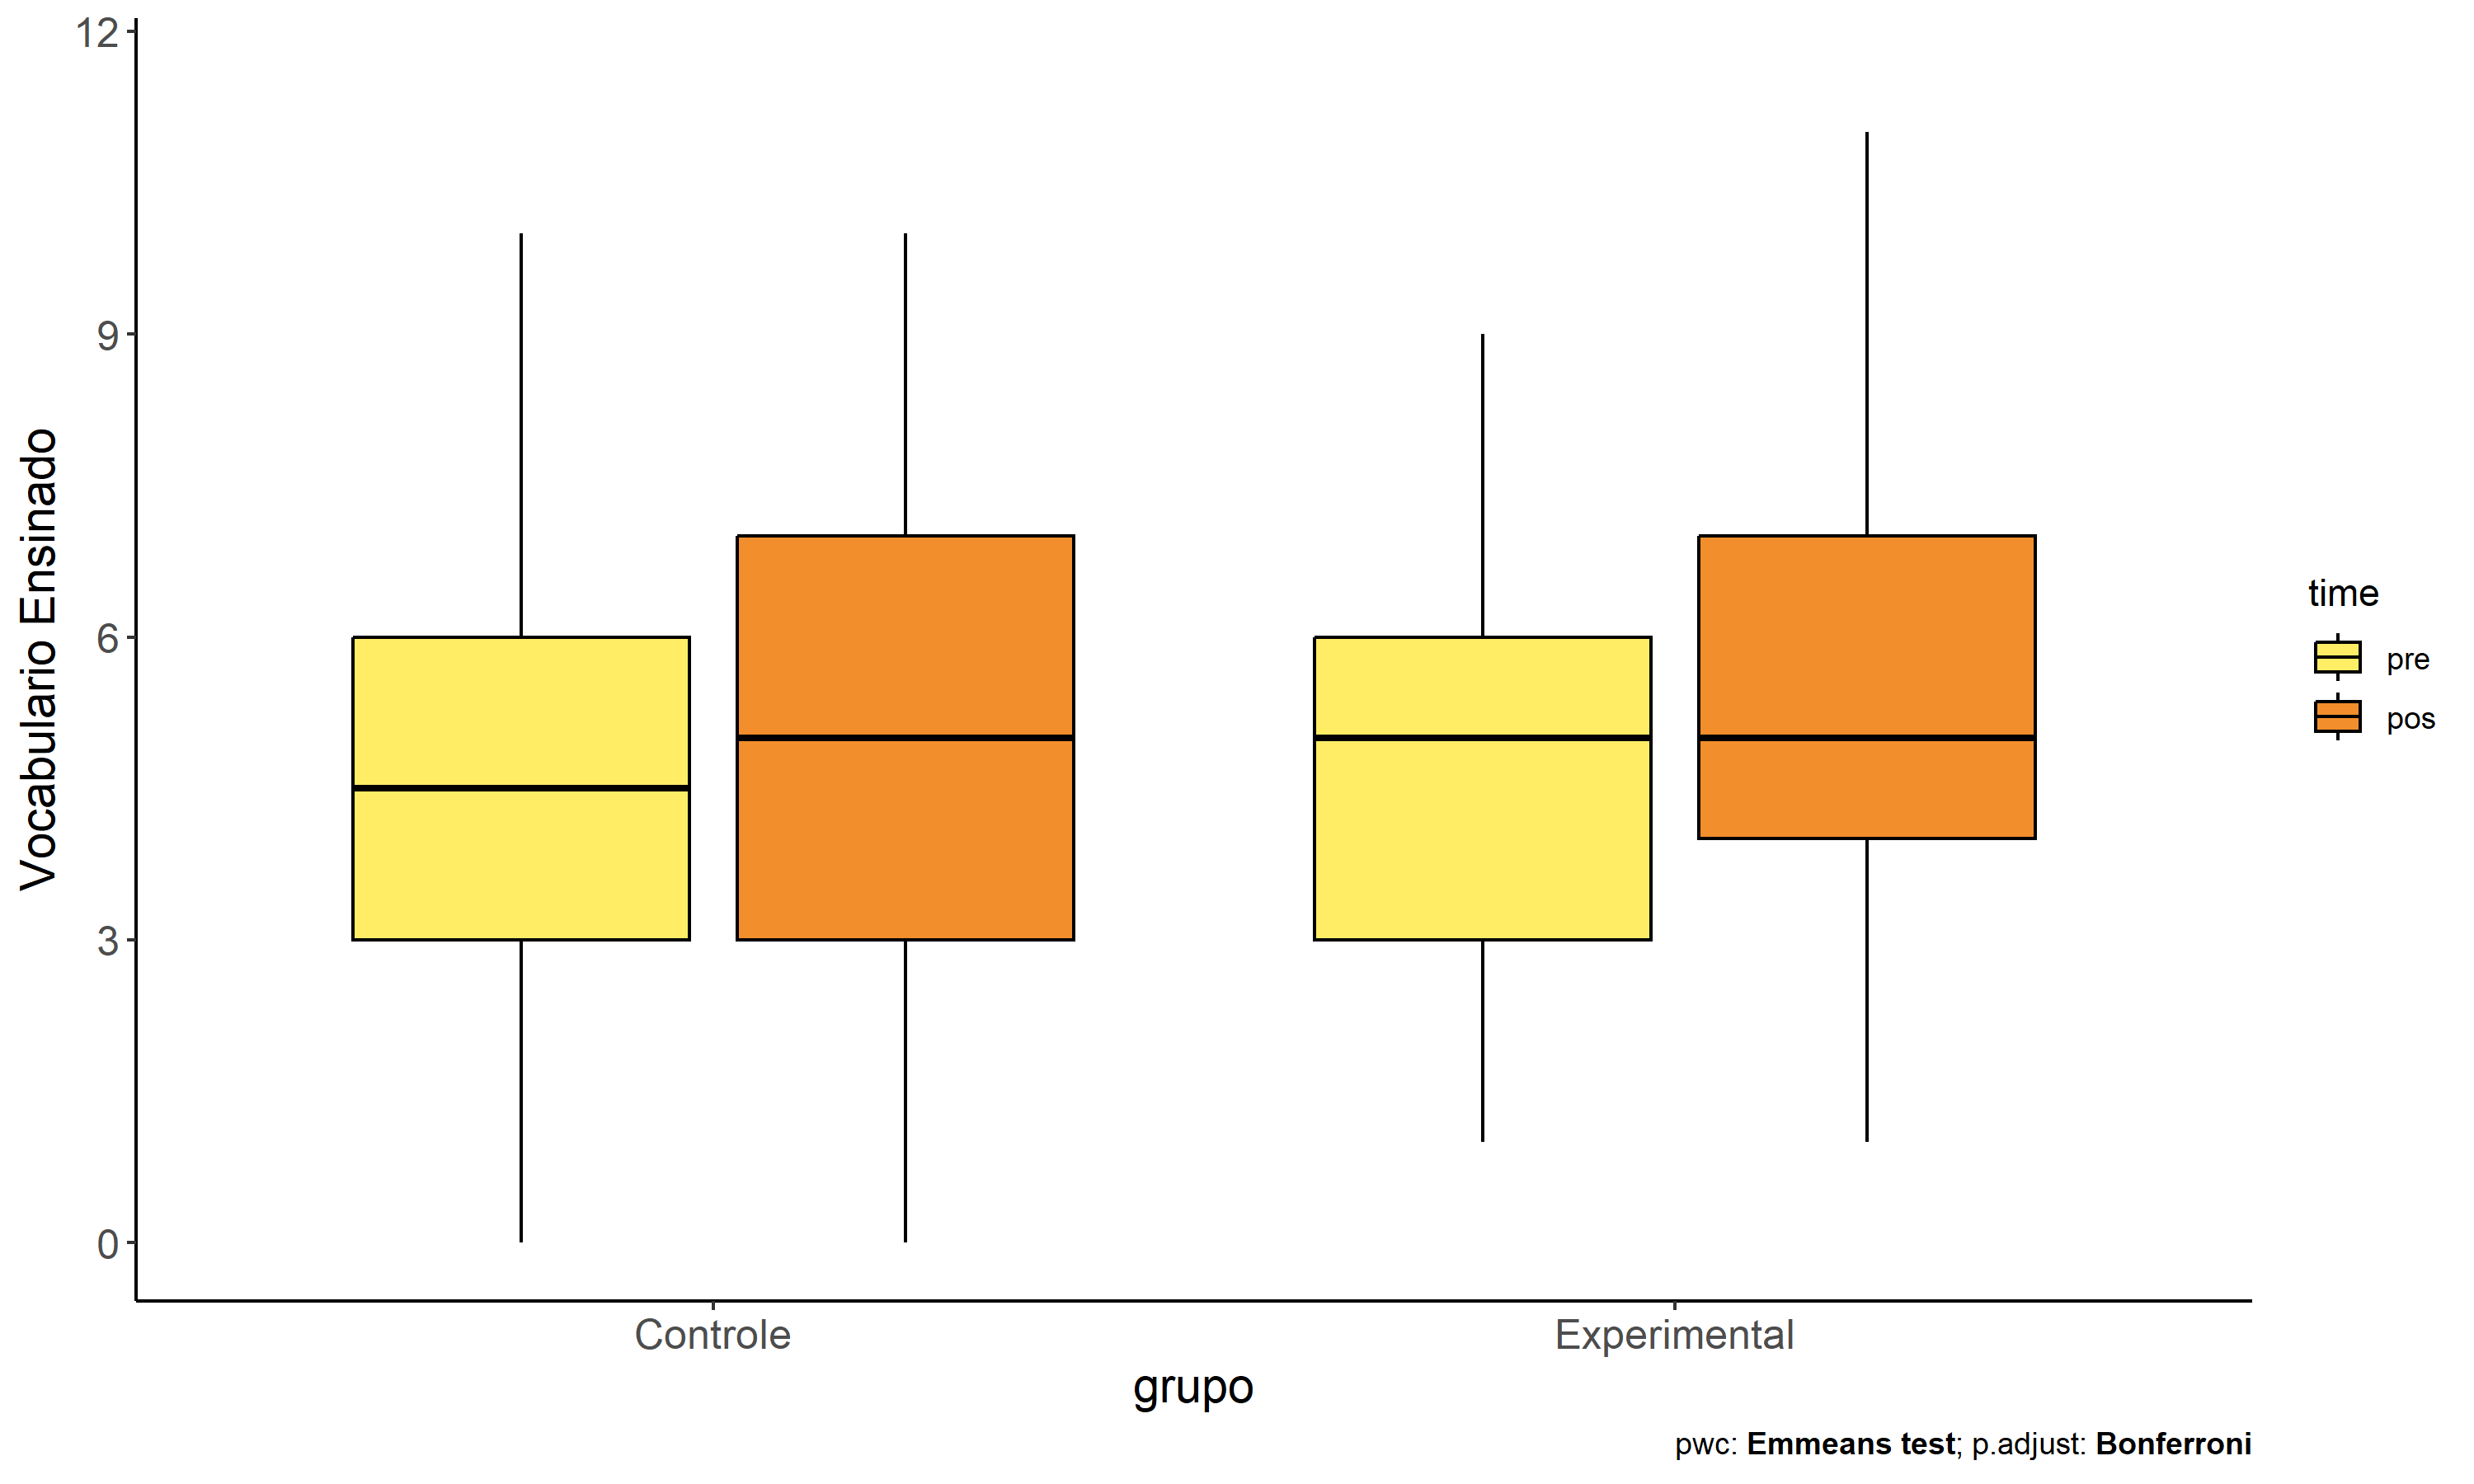 Vocabulario Ensinado
12
9
6
3
0
Controle
Experimental
grupo
time
pre
pos
pwc: Emmeans test; p.adjust: Bonferroni